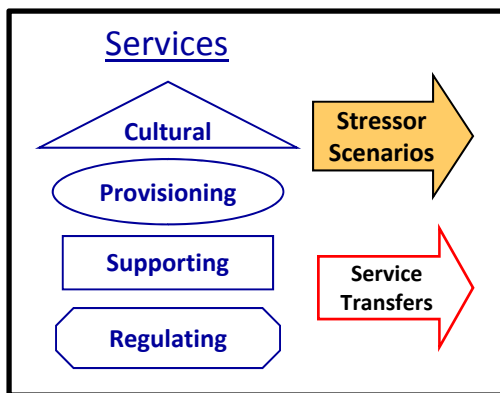 Services
Cultural
Provisioning
Supporting
Regulating
Stressor
Scenarios
Service
Transfers